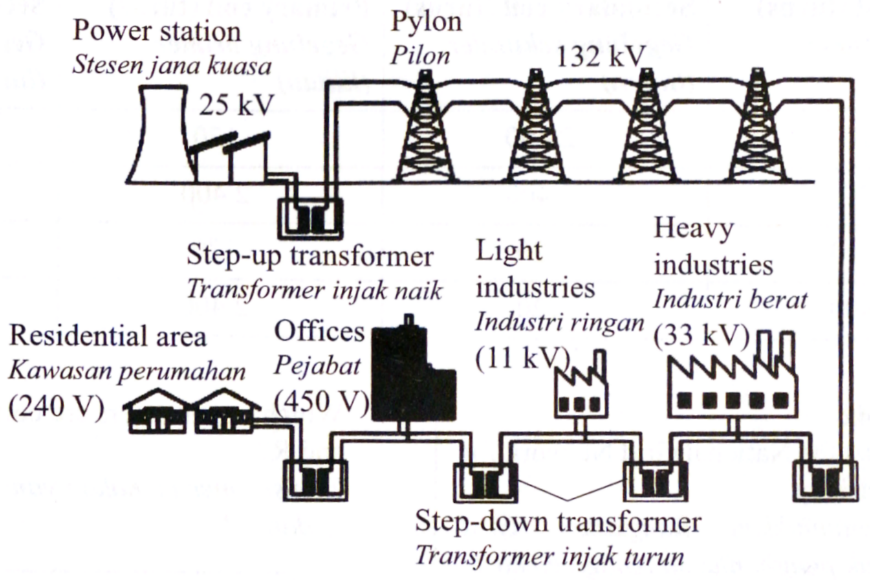 Power station
Stesen jana kuasa
25 kV
Pylon
Pilon
132 kV
Step-up transformer
Transformer injak naik
Light
industries
Industri ringan
(11 kV)
Heavy
industries
Industri berat
(33 kV)
Residential area
Kawasan perumahan
(240 V)
Offices
Pejabat
(450 V)
Step-down transformer
Transformer injak turun